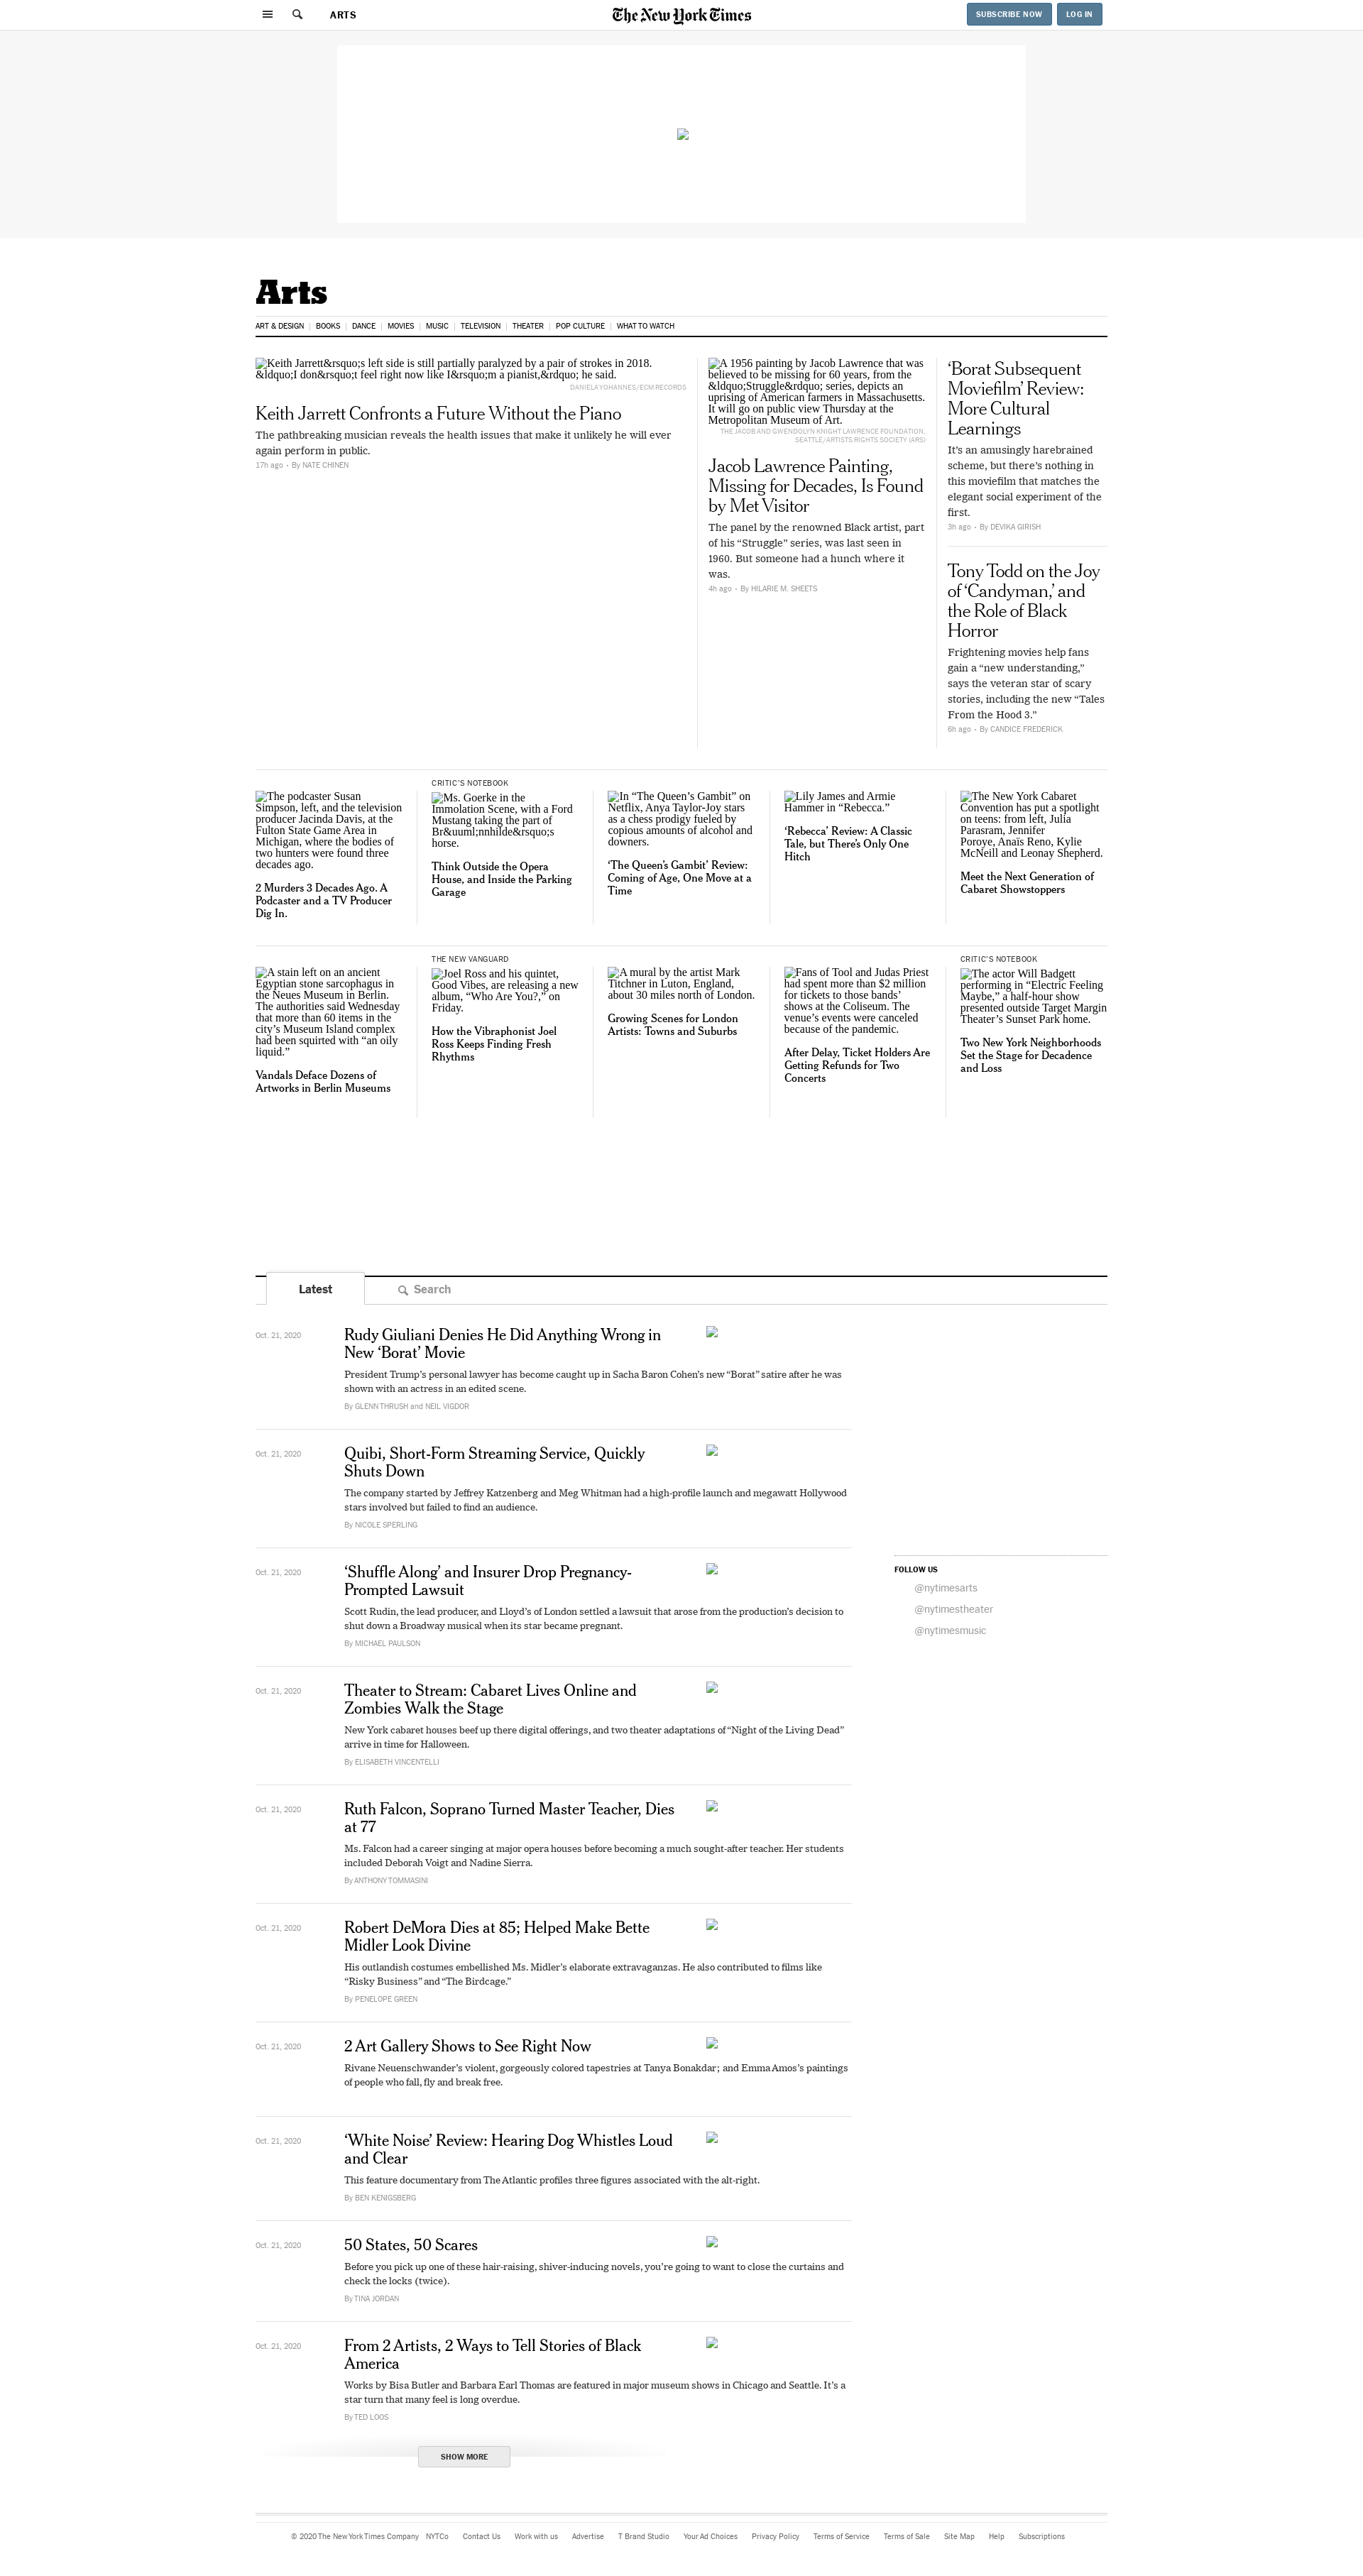 ARTS
The New York Times
SUBSCRIBE NOW
LOG IN
Arts
ART & DESIGN
BOOKS
DANCE
MOVIES
MUSIC
TELEVISION
THEATER
POP CULTURE
WHAT TO WATCH
Keith Jarrett&rsquo;s left side is still partially paralyzed by a pair of strokes in 2018.
&ldquo;I don&rsquo;t feel right now like I&rsquo;m a pianist,&rdquo; he said.
DANIELA YOHANNES/ECM RECORDS
Keith Jarrett Confronts a Future Without the Piano
The pathbreaking musician reveals the health issues that make it unlikely he will ever
again perform in public.
17h ago • By NATE CHINEN
A 1956 painting by Jacob Lawrence that was
believed to be missing for 60 years, from the
&ldquo;Struggle&rdquo; series, depicts an
uprising of American farmers in Massachusetts.
It will go on public view Thursday at the
Metropolitan Museum of Art.
THE JACOB AND GWENDOLYN KNIGHT LAWRENCE FOUNDATION,
SEATTLE/ARTISTS RIGHTS SOCIETY (ARS)
Jacob Lawrence Painting,
Missing for Decades, Is Found
by Met Visitor
The panel by the renowned Black artist, part
of his “Struggle” series, was last seen in
1960. But someone had a hunch where it
was.
4h ago • By HILARIE M. SHEETS
‘Borat Subsequent
Moviefilm’ Review:
More Cultural
Learnings
It’s an amusingly harebrained
scheme, but there’s nothing in
this moviefilm that matches the
elegant social experiment of the
first.
3h ago • By DEVIKA GIRISH
Tony Todd on the Joy
of ‘Candyman,’ and
the Role of Black
Horror
Frightening movies help fans
gain a “new understanding,”
says the veteran star of scary
stories, including the new “Tales
From the Hood 3.”
6h ago • By CANDICE FREDERICK
The podcaster Susan
Simpson, left, and the television
producer Jacinda Davis, at the
Fulton State Game Area in
Michigan, where the bodies of
two hunters were found three
decades ago.
2 Murders 3 Decades Ago. A
Podcaster and a TV Producer
Dig In.
CRITIC’S NOTEBOOK
Ms. Goerke in the
Immolation Scene, with a Ford
Mustang taking the part of
Br&uuml;nnhilde&rsquo;s
horse.
Think Outside the Opera
House, and Inside the Parking
Garage
In “The Queen’s Gambit” on
Netflix, Anya Taylor-Joy stars
as a chess prodigy fueled by
copious amounts of alcohol and
downers.
‘The Queen’s Gambit’ Review:
Coming of Age, One Move at a
Time
Lily James and Armie
Hammer in “Rebecca.”
‘Rebecca’ Review: A Classic
Tale, but There’s Only One
Hitch
The New York Cabaret
Convention has put a spotlight
on teens: from left, Julia
Parasram, Jennifer
Poroye, Anaïs Reno, Kylie
McNeill and Leonay Shepherd.
Meet the Next Generation of
Cabaret Showstoppers
A stain left on an ancient
Egyptian stone sarcophagus in
the Neues Museum in Berlin.
The authorities said Wednesday
that more than 60 items in the
city’s Museum Island complex
had been squirted with “an oily
liquid.”
Vandals Deface Dozens of
Artworks in Berlin Museums
THE NEW VANGUARD
Joel Ross and his quintet,
Good Vibes, are releasing a new
album, “Who Are You?,” on
Friday.
How the Vibraphonist Joel
Ross Keeps Finding Fresh
Rhythms
A mural by the artist Mark
Titchner in Luton, England,
about 30 miles north of London.
Growing Scenes for London
Artists: Towns and Suburbs
Fans of Tool and Judas Priest
had spent more than $2 million
for tickets to those bands’
shows at the Coliseum. The
venue’s events were canceled
because of the pandemic.
After Delay, Ticket Holders Are
Getting Refunds for Two
Concerts
CRITIC’S NOTEBOOK
The actor Will Badgett
performing in “Electric Feeling
Maybe,” a half-hour show
presented outside Target Margin
Theater’s Sunset Park home.
Two New York Neighborhoods
Set the Stage for Decadence
and Loss
Latest
Search
Oct. 21, 2020
Rudy Giuliani Denies He Did Anything Wrong in
New ‘Borat’ Movie
President Trump’s personal lawyer has become caught up in Sacha Baron Cohen’s new “Borat” satire after he was
shown with an actress in an edited scene.
By GLENN THRUSH and NEIL VIGDOR
Oct. 21, 2020
Quibi, Short-Form Streaming Service, Quickly
Shuts Down
The company started by Jeffrey Katzenberg and Meg Whitman had a high-profile launch and megawatt Hollywood
stars involved but failed to find an audience.
By NICOLE SPERLING
Oct. 21, 2020
‘Shuffle Along’ and Insurer Drop Pregnancy-
Prompted Lawsuit
Scott Rudin, the lead producer, and Lloyd’s of London settled a lawsuit that arose from the production’s decision to
shut down a Broadway musical when its star became pregnant.
By MICHAEL PAULSON
Oct. 21, 2020
Theater to Stream: Cabaret Lives Online and
Zombies Walk the Stage
New York cabaret houses beef up there digital offerings, and two theater adaptations of “Night of the Living Dead”
arrive in time for Halloween.
By ELISABETH VINCENTELLI
Oct. 21, 2020
Ruth Falcon, Soprano Turned Master Teacher, Dies
at 77
Ms. Falcon had a career singing at major opera houses before becoming a much sought-after teacher. Her students
included Deborah Voigt and Nadine Sierra.
By ANTHONY TOMMASINI
Oct. 21, 2020
Robert DeMora Dies at 85; Helped Make Bette
Midler Look Divine
His outlandish costumes embellished Ms. Midler’s elaborate extravaganzas. He also contributed to films like
“Risky Business” and “The Birdcage.”
By PENELOPE GREEN
Oct. 21, 2020
2 Art Gallery Shows to See Right Now
Rivane Neuenschwander’s violent, gorgeously colored tapestries at Tanya Bonakdar; and Emma Amos’s paintings
of people who fall, fly and break free.
Oct. 21, 2020
‘White Noise’ Review: Hearing Dog Whistles Loud
and Clear
This feature documentary from The Atlantic profiles three figures associated with the alt-right.
By BEN KENIGSBERG
Oct. 21, 2020
50 States, 50 Scares
Before you pick up one of these hair-raising, shiver-inducing novels, you’re going to want to close the curtains and
check the locks (twice).
By TINA JORDAN
Oct. 21, 2020
From 2 Artists, 2 Ways to Tell Stories of Black
America
Works by Bisa Butler and Barbara Earl Thomas are featured in major museum shows in Chicago and Seattle. It’s a
star turn that many feel is long overdue.
By TED LOOS
SHOW MORE
FOLLOW US
@nytimesarts
@nytimestheater
@nytimesmusic
© 2020 The New York Times Company
NYTCo
Contact Us
Work with us
Advertise
T Brand Studio
Your Ad Choices
Privacy Policy
Terms of Service
Terms of Sale
Site Map
Help
Subscriptions